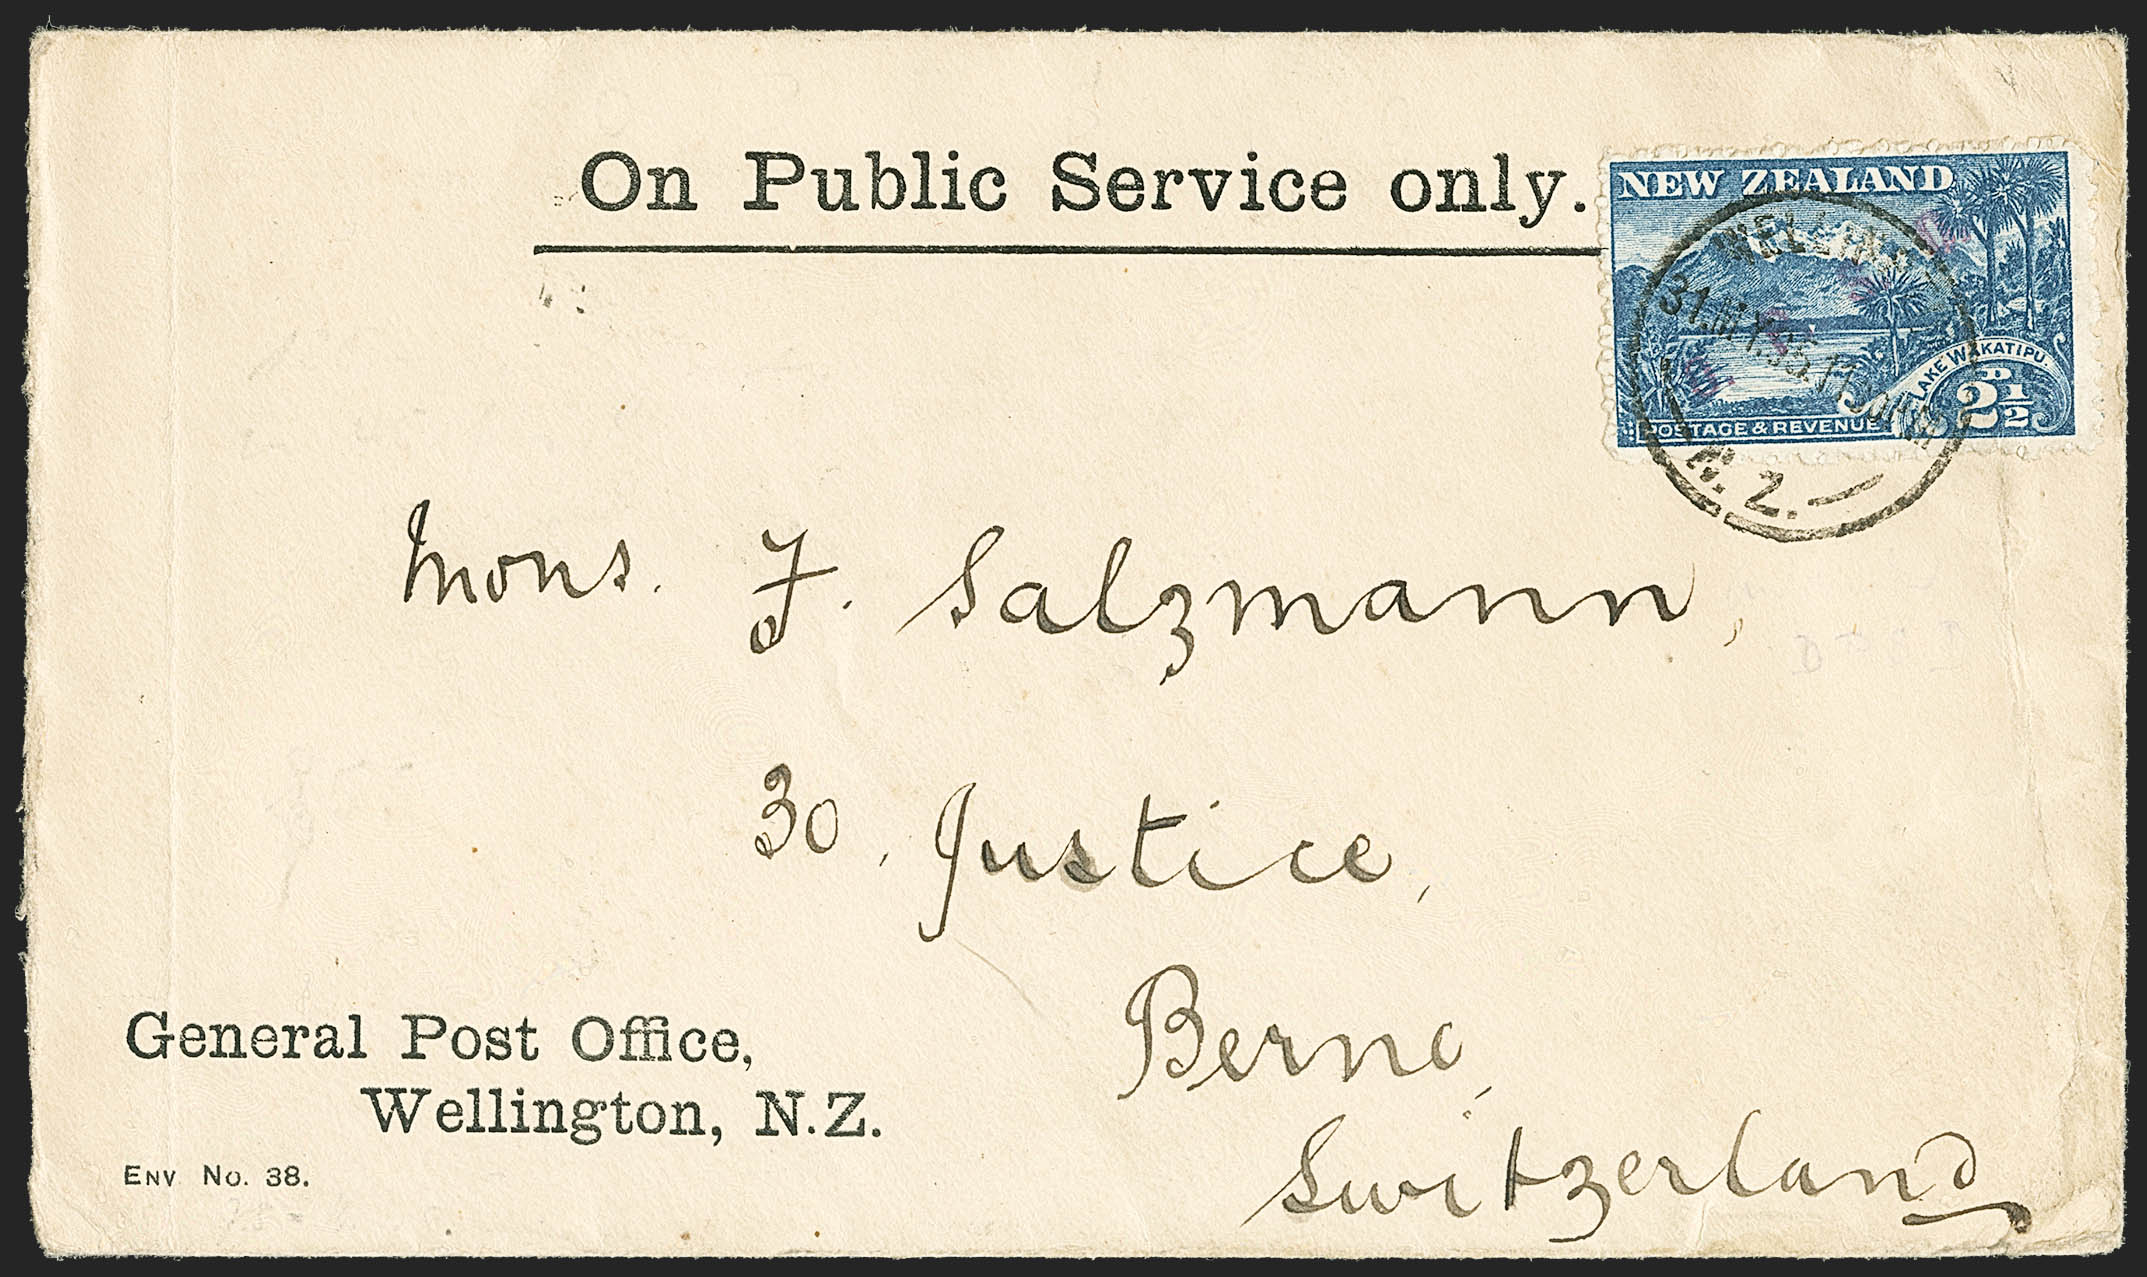 On Public Service only.
NEW ZEALAND
LAKE WAKATIPU.
2½D
POSTAGE & REVENUE
N.Z.
Mons. F. Salzmann,
30, Justice,
Berne,
Switzerland
General Post Office,
Wellington, N.Z.
ENV No. 38.